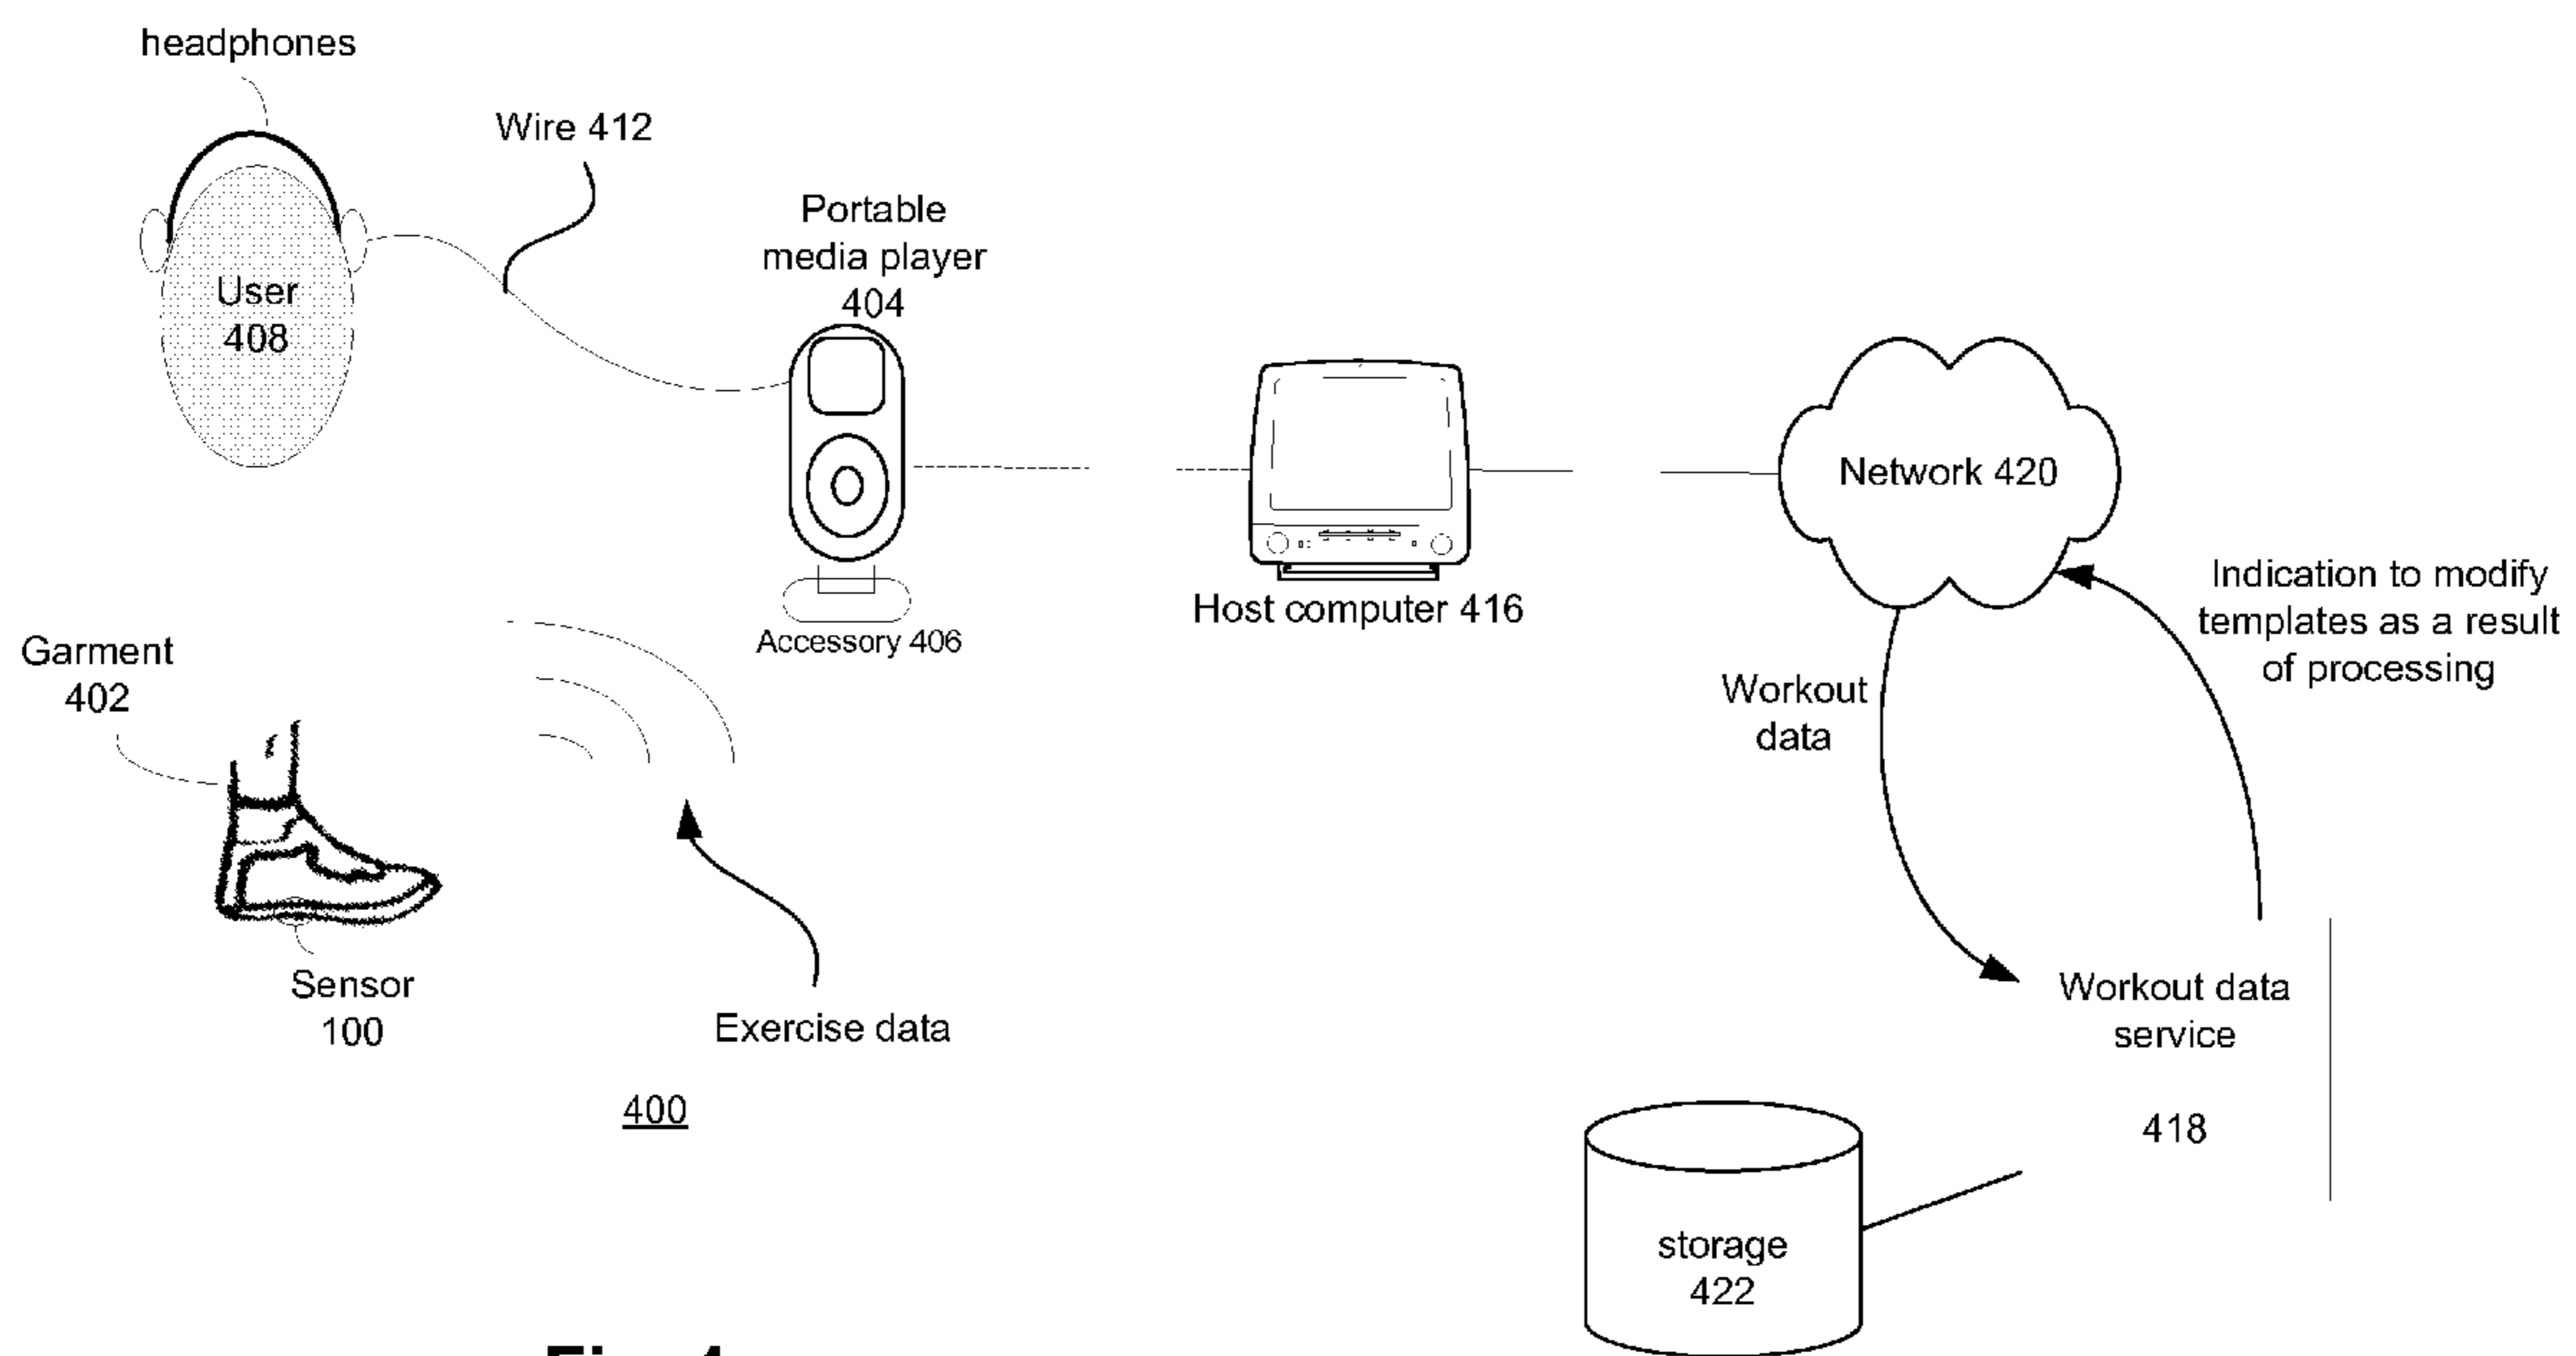 headphones
Wire 412
Portable
media player
404
User
408
Network 420
Host computer 416
Indication to modify
templates as a result
of processing
Accessory 406
Garment
402
Workout
data
Sensor
100
Exercise data
Workout data
service
400
418
storage
422